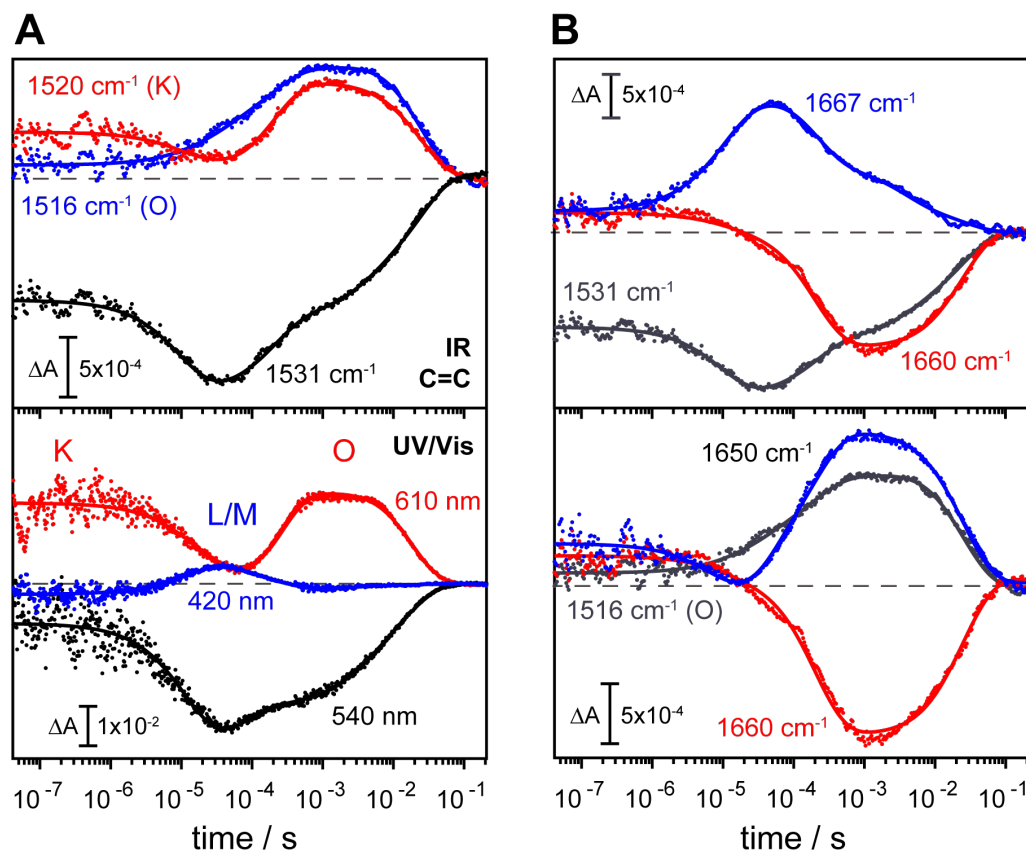 A
1520 cm⁻¹ (K)
1516 cm⁻¹ (O)
ΔA 5x10⁻⁴
1531 cm⁻¹
IR
C=C
K
O
UV/Vis
610 nm
L/M
420 nm
ΔA 1x10⁻²
540 nm
10⁻⁷ 10⁻⁶ 10⁻⁵ 10⁻⁴ 10⁻³ 10⁻² 10⁻¹
time / s
B
ΔA 5x10⁻⁴
1667 cm⁻¹
1531 cm⁻¹
1660 cm⁻¹
1650 cm⁻¹
1516 cm⁻¹ (O)
ΔA 5x10⁻⁴
1660 cm⁻¹
10⁻⁷ 10⁻⁶ 10⁻⁵ 10⁻⁴ 10⁻³ 10⁻² 10⁻¹
time / s